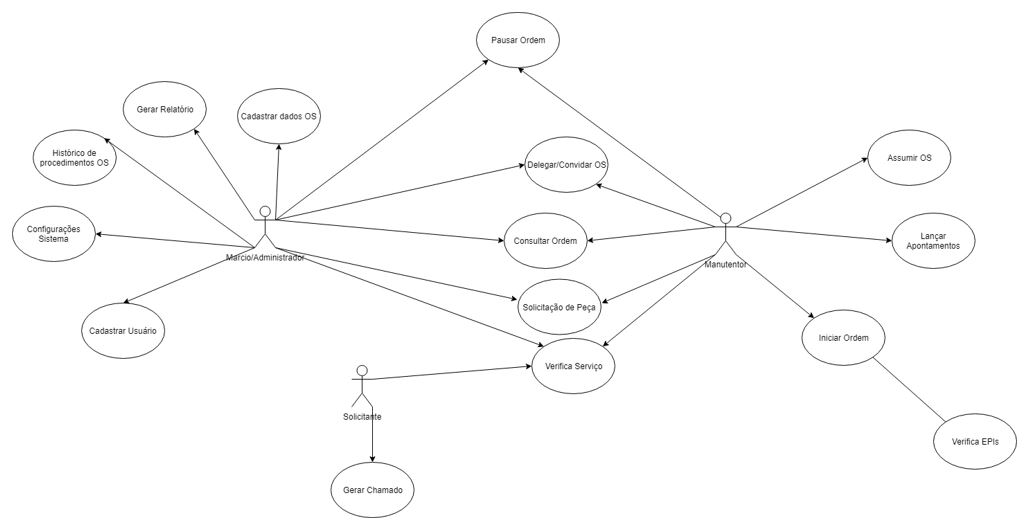 Pausar Ordem
Gerar Relatório
Cadastrar dados OS
Histórico de
procedimentos OS
Delegar/Convidar OS
Assumir OS
Configurações
Sistema
Consultar Ordem
Lançar
Apontamentos
Marcio/Administrador
Manutentor
Solicitação de Peça
Cadastrar Usuário
Iniciar Ordem
Verifica Serviço
Solicitante
Verifica EPIs
Gerar Chamado